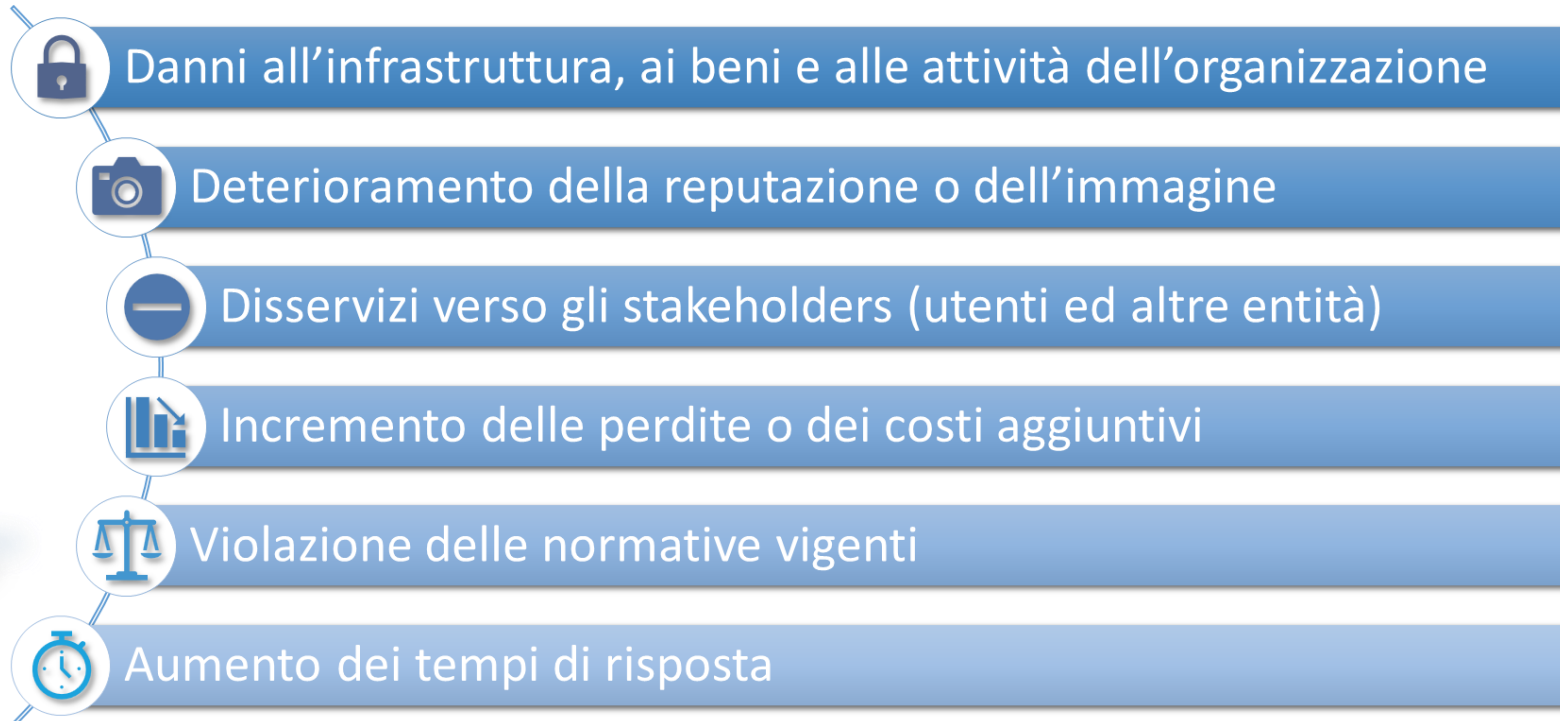 Danni all’infrastruttura, ai beni e alle attività dell’organizzazione
Deterioramento della reputazione o dell’immagine
Disservizi verso gli stakeholders (utenti ed altre entità)
Incremento delle perdite o dei costi aggiuntivi
Violazione delle normative vigenti
Aumento dei tempi di risposta